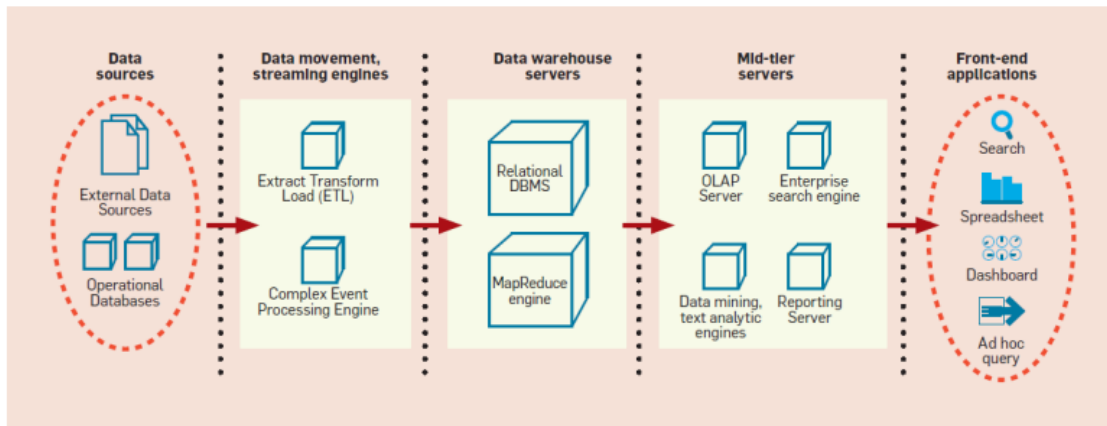 Data
sources
External Data
Sources
Operational
Databases
Data movement,
streaming engines
Extract Transform
Load (ETL)
Complex Event
Processing Engine
Data warehouse
servers
Relational
DBMS
MapReduce
engine
Mid-tier
servers
OLAP
Server
Enterprise
search engine
Data mining,
text analytic
engines
Reporting
Server
Front-end
applications
Search
Spreadsheet
Dashboard
Ad hoc
query